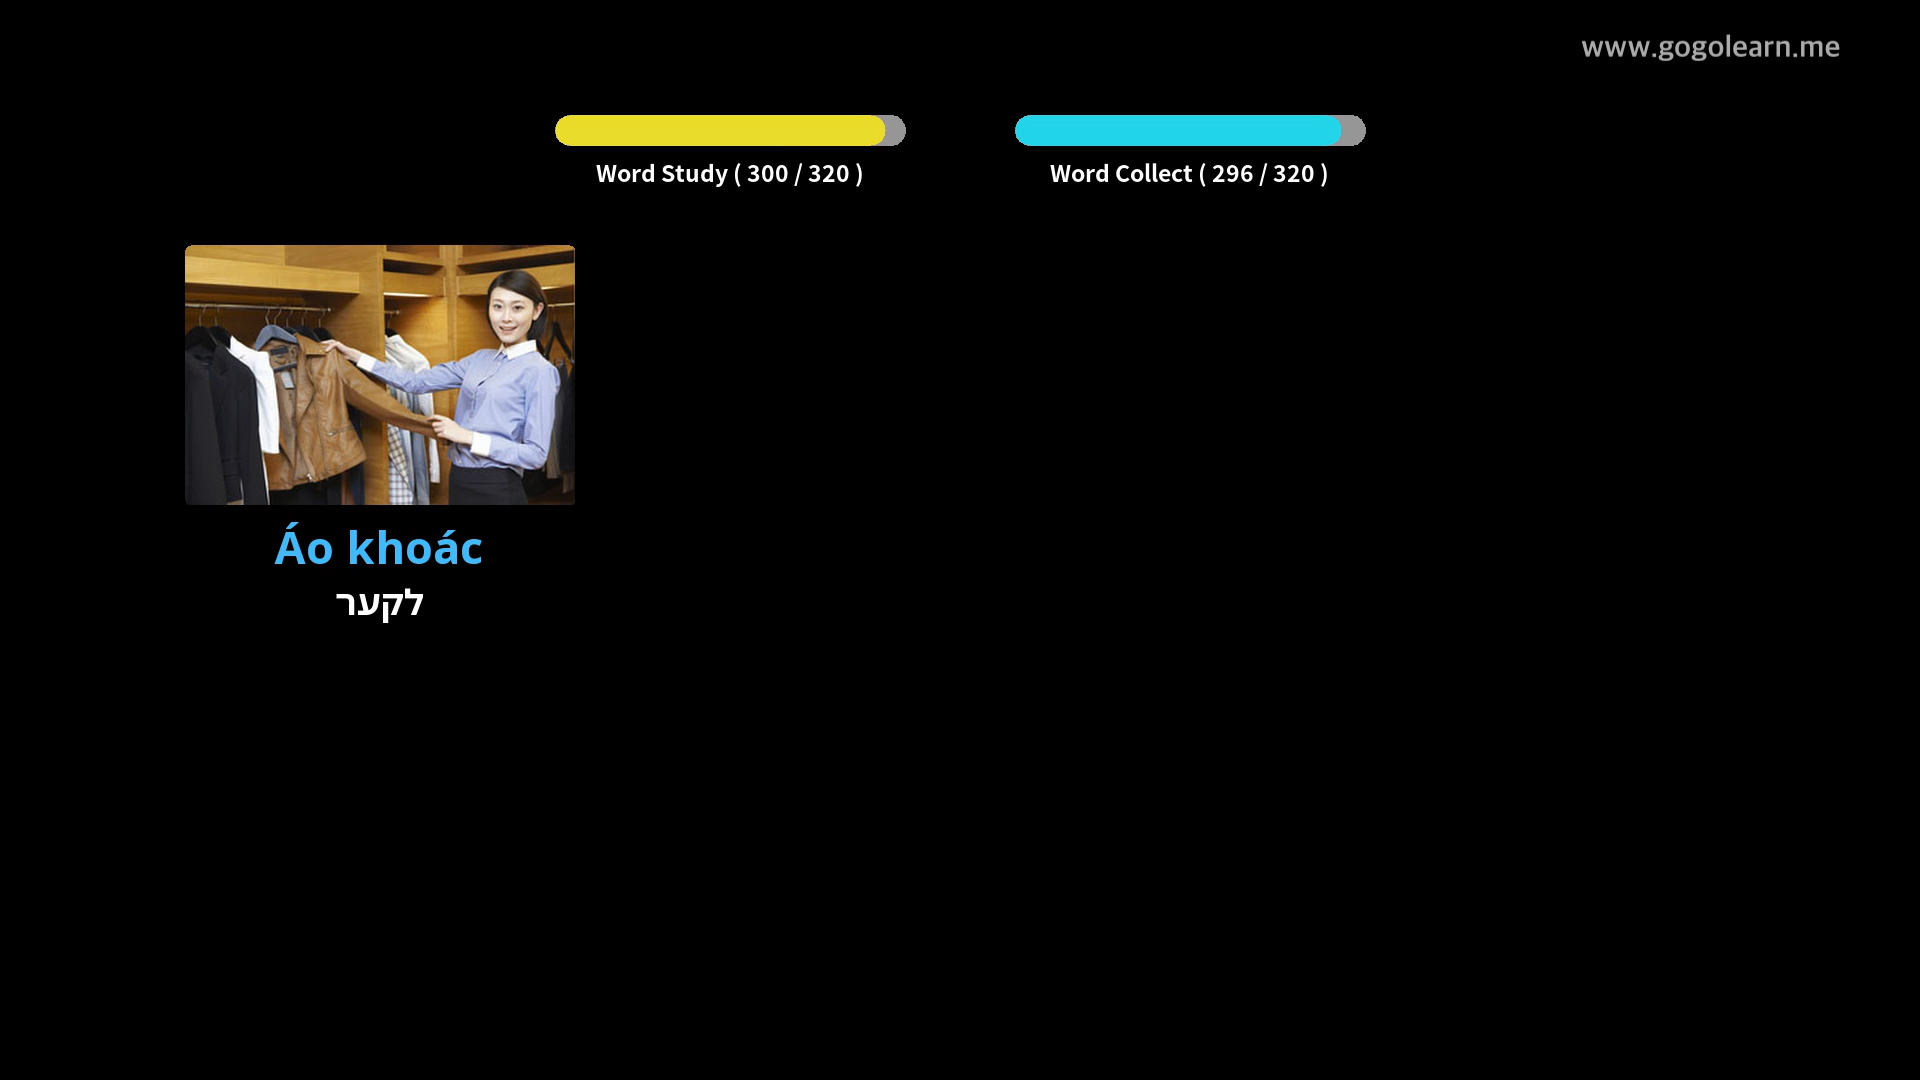 www.gogolearn.me
Word Study ( 300 / 320 )
Word Collect ( 296 / 320 )
Áo khoác
לקער